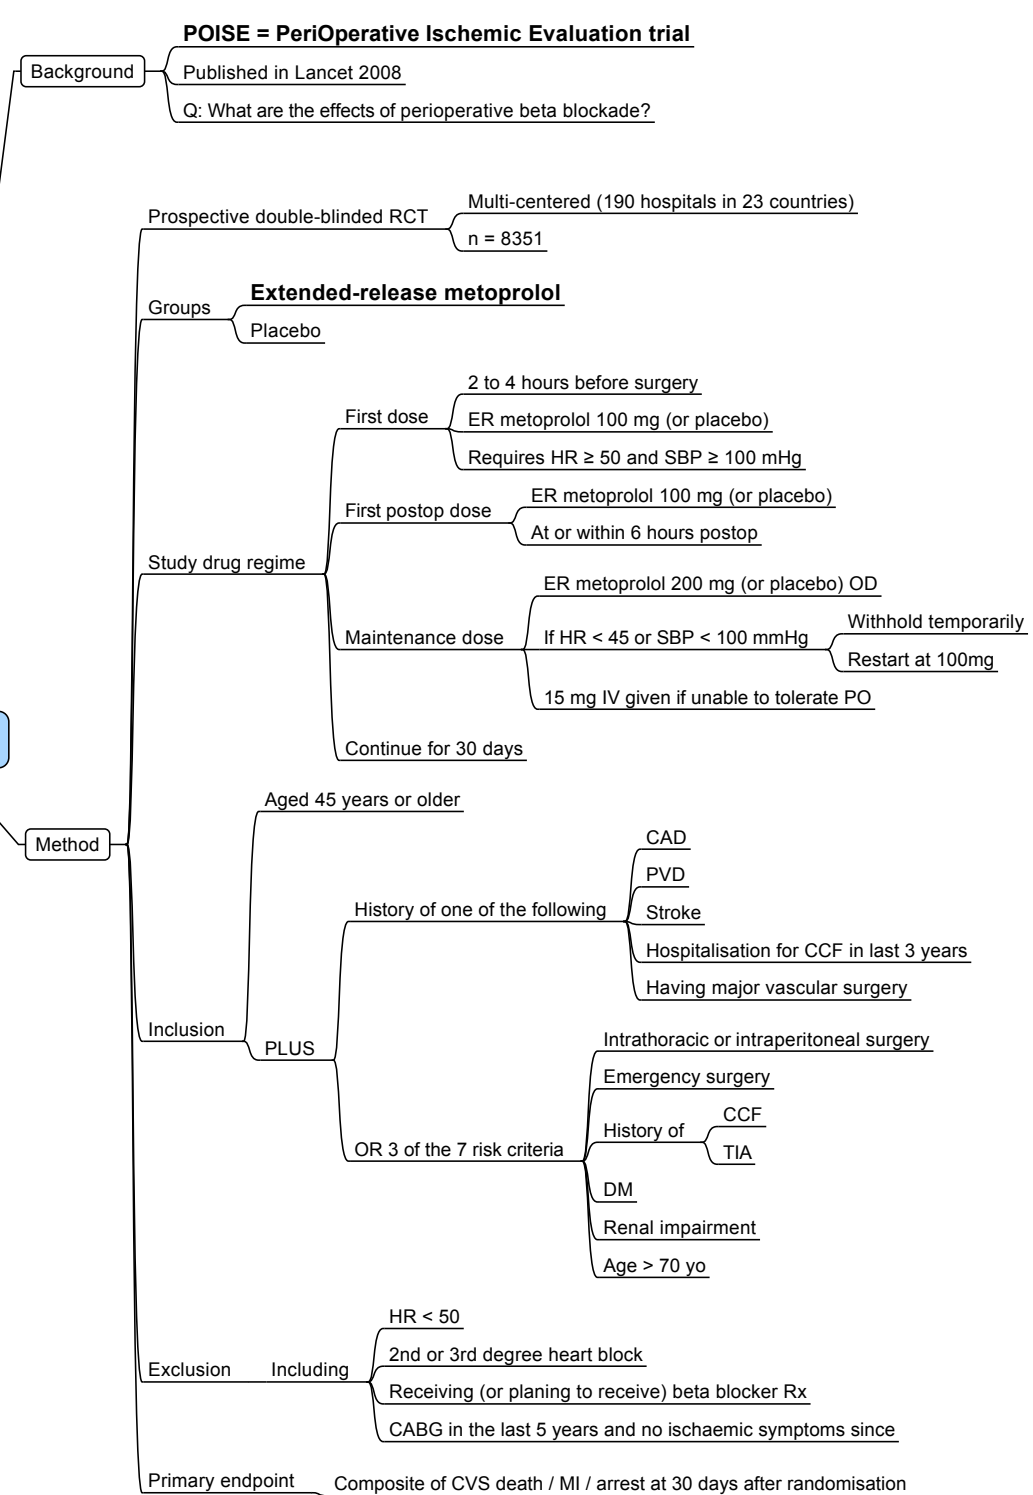 POISE = PeriOperative Ischemic Evaluation trial
Background
Published in Lancet 2008
Q: What are the effects of perioperative beta blockade?
Method
Prospective double-blinded RCT
Multi-centered (190 hospitals in 23 countries)
n = 8351
Groups
Extended-release metoprolol
Placebo
Study drug regime
First dose
2 to 4 hours before surgery
ER metoprolol 100 mg (or placebo)
Requires HR ≥ 50 and SBP ≥ 100 mHg
First postop dose
ER metoprolol 100 mg (or placebo)
At or within 6 hours postop
Maintenance dose
ER metoprolol 200 mg (or placebo) OD
If HR < 45 or SBP < 100 mmHg
Withhold temporarily
Restart at 100mg
15 mg IV given if unable to tolerate PO
Continue for 30 days
Inclusion
Aged 45 years or older
PLUS
History of one of the following
CAD
PVD
Stroke
Hospitalisation for CCF in last 3 years
Having major vascular surgery
OR 3 of the 7 risk criteria
Intrathoracic or intraperitoneal surgery
Emergency surgery
History of
CCF
TIA
DM
Renal impairment
Age > 70 yo
Exclusion
Including
HR < 50
2nd or 3rd degree heart block
Receiving (or planing to receive) beta blocker Rx
CABG in the last 5 years and no ischaemic symptoms since
Primary endpoint
Composite of CVS death / MI / arrest at 30 days after randomisation